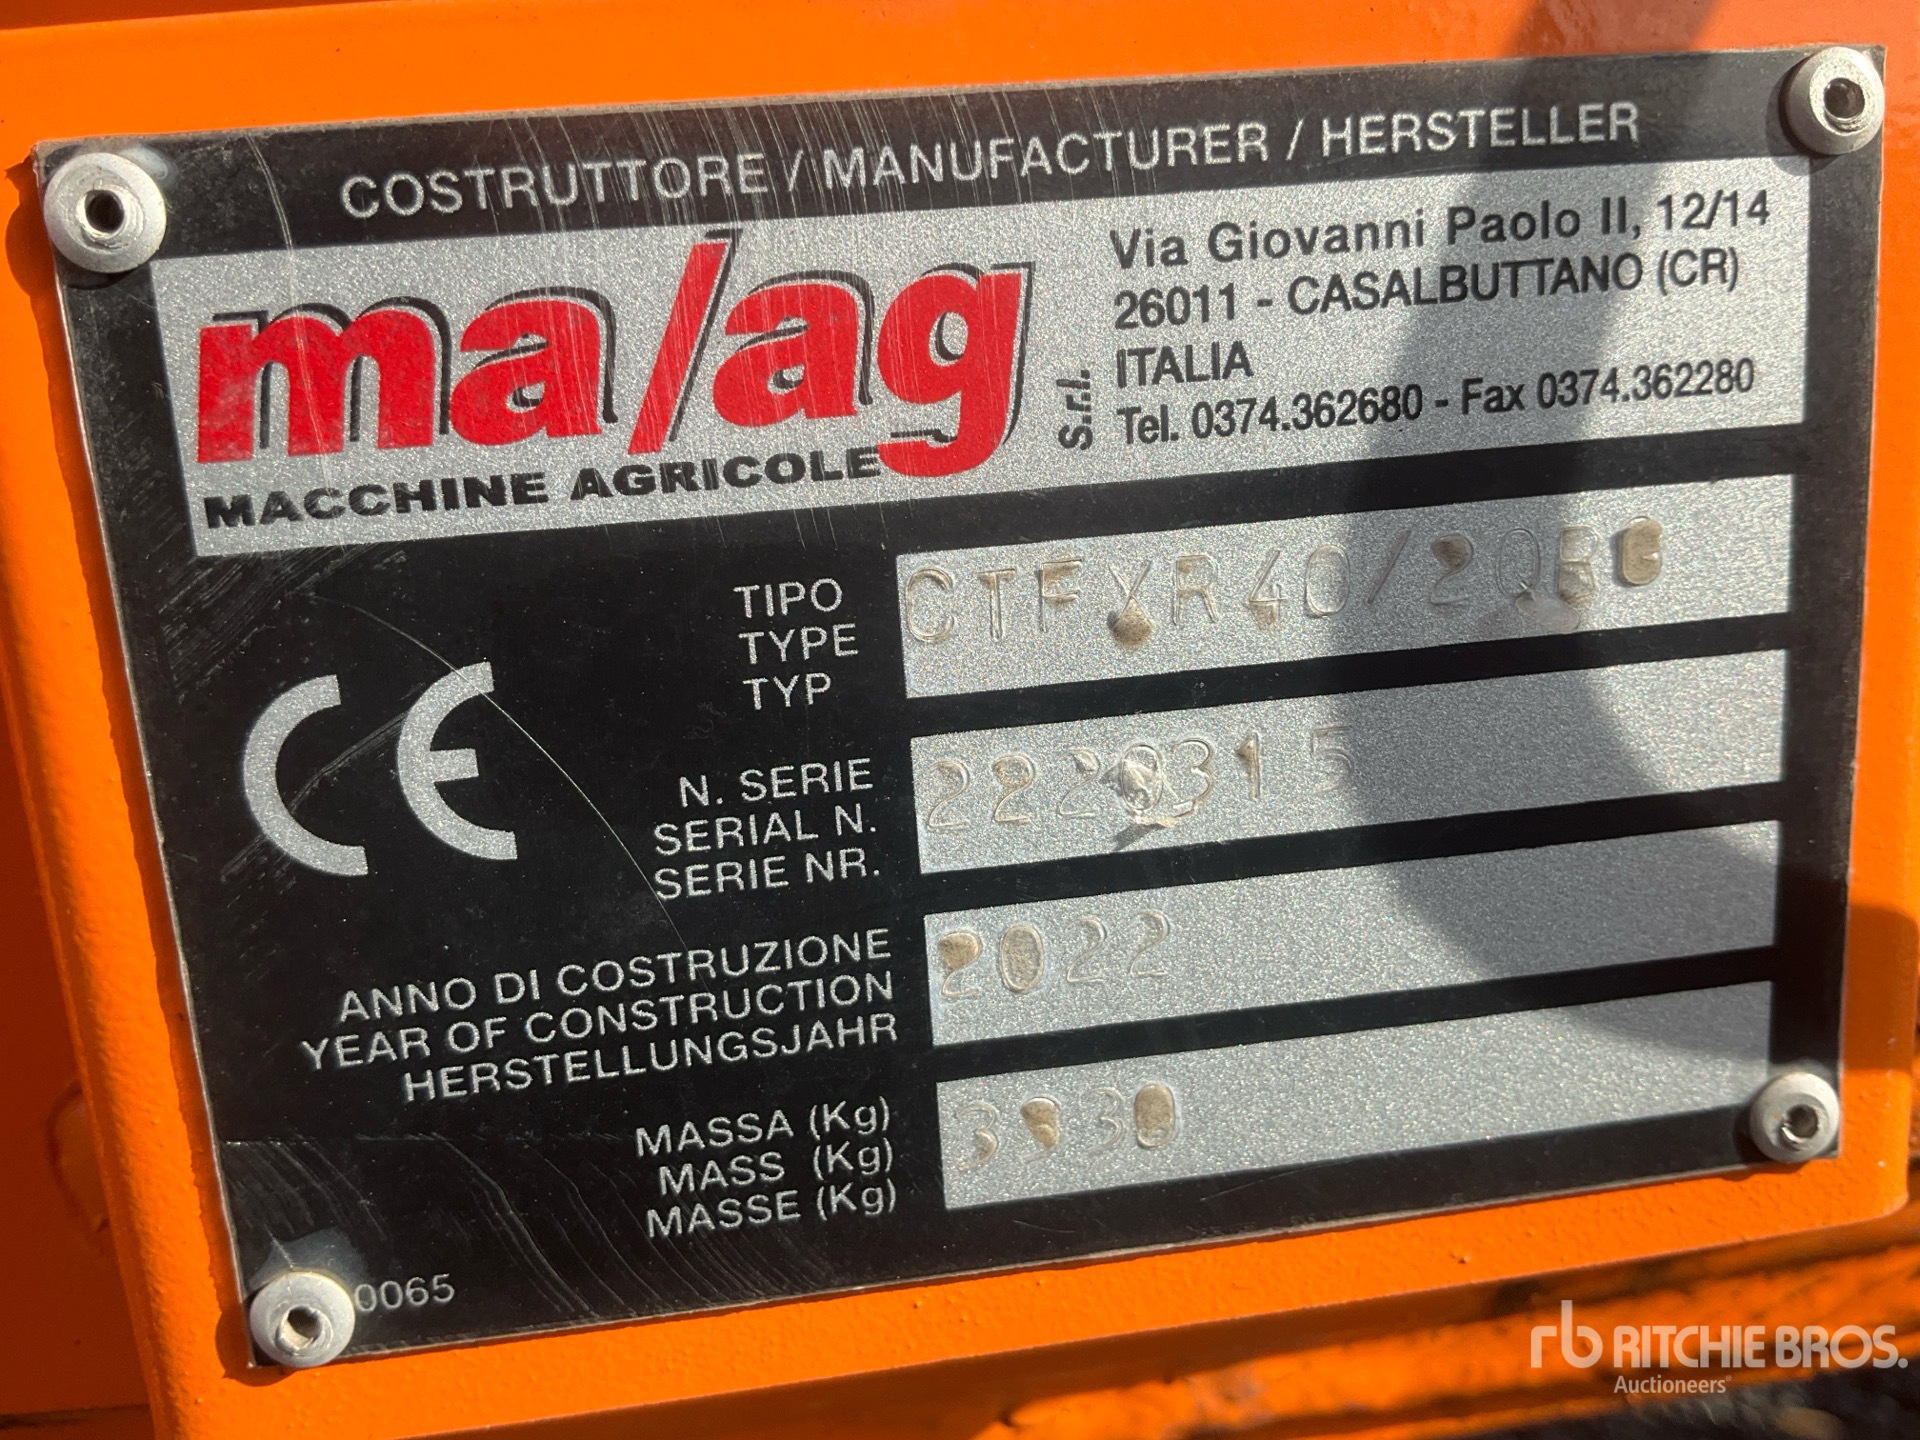 COSTRUTTORE / MANUFACTURER / HERSTELLER
ma/ag S.r.l.
MACCHINE AGRICOLE
Via Giovanni Paolo II, 12/14
26011 - CASALBUTTANO (CR)
ITALIA
Tel. 0374.362680 - Fax 0374.362280
CE
TIPO
TYPE
TYP
N. SERIE
SERIAL N.
SERIE NR.
2220315
ANNO DI COSTRUZIONE
YEAR OF CONSTRUCTION
HERSTELLUNGSJAHR
2022
MASSA (Kg)
MASS (Kg)
MASSE (Kg)
0065
rb RITCHIE BROS.
Auctioneers